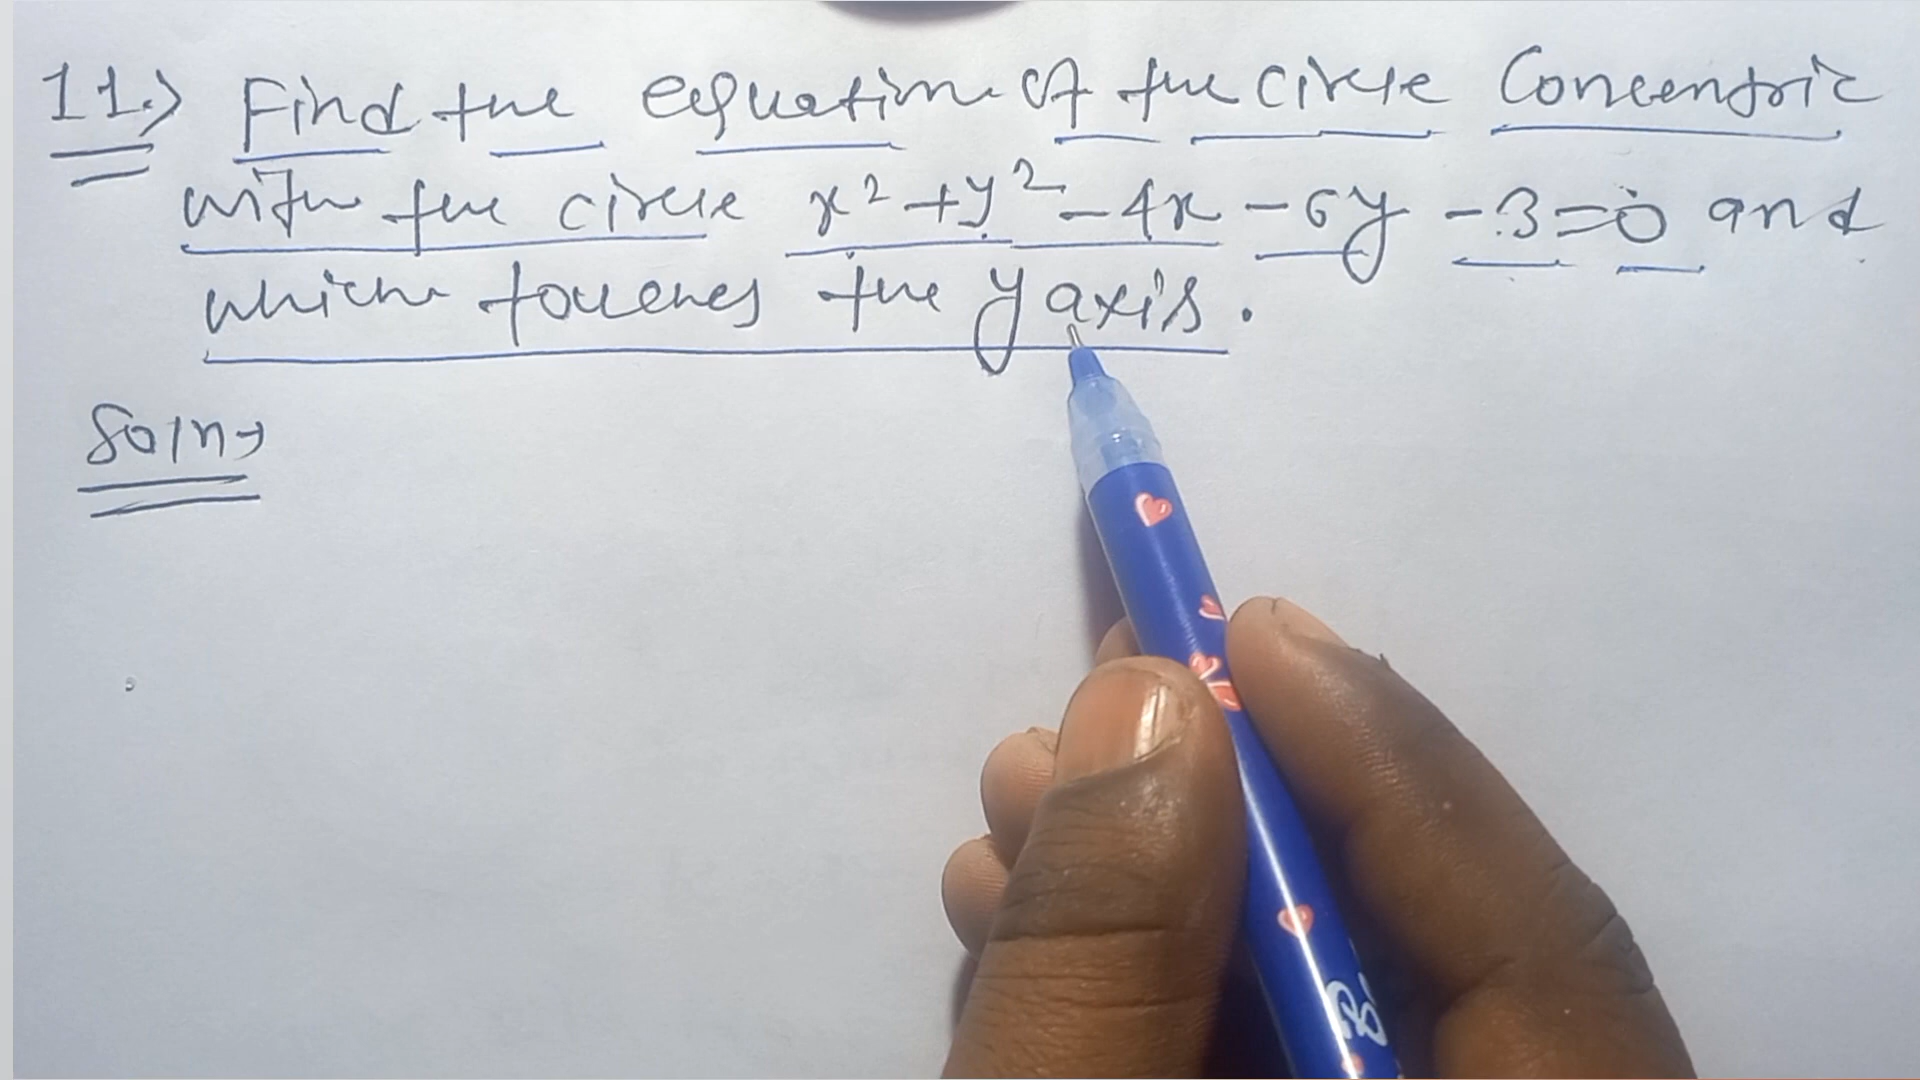 11.) Find the equation of the circle Concentric
with the circle x²+y²-4x-6y-3=0 and
which touches the y axis.
Soln→